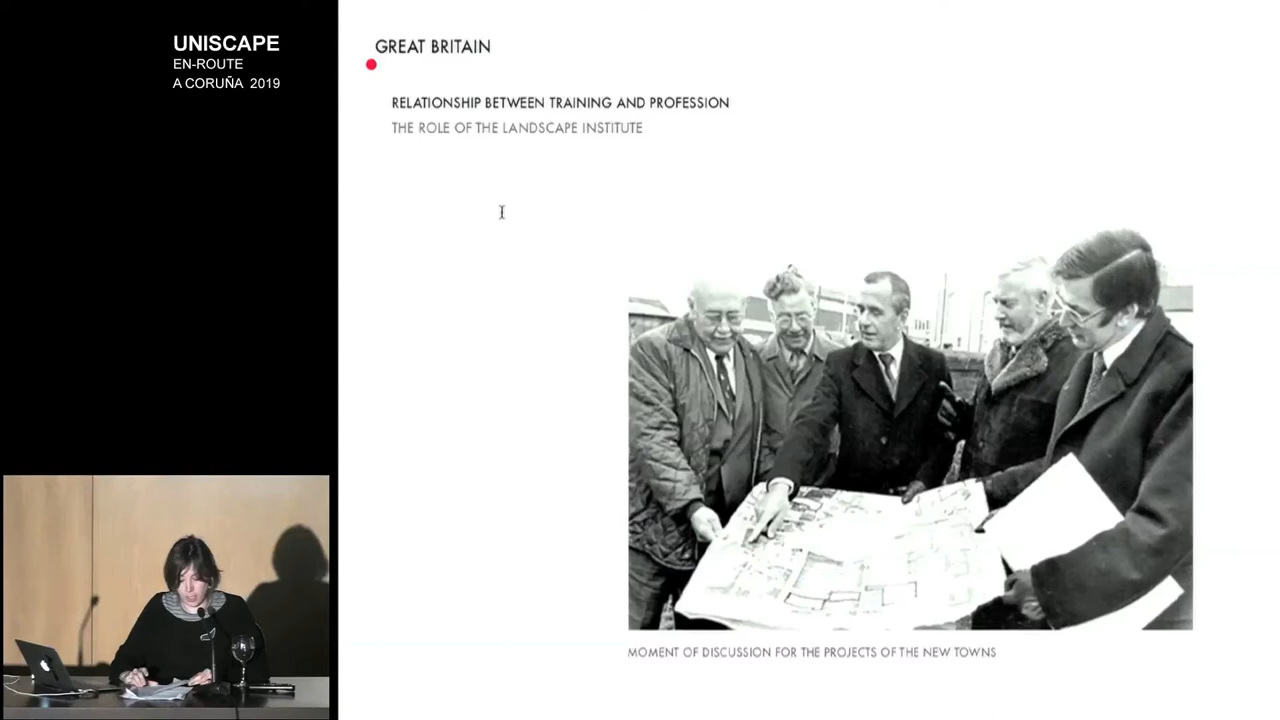 UNISCAPE
EN-ROUTE
A CORUÑA 2019
GREAT BRITAIN
RELATIONSHIP BETWEEN TRAINING AND PROFESSION
THE ROLE OF THE LANDSCAPE INSTITUTE
MOMENT OF DISCUSSION FOR THE PROJECTS OF THE NEW TOWNS